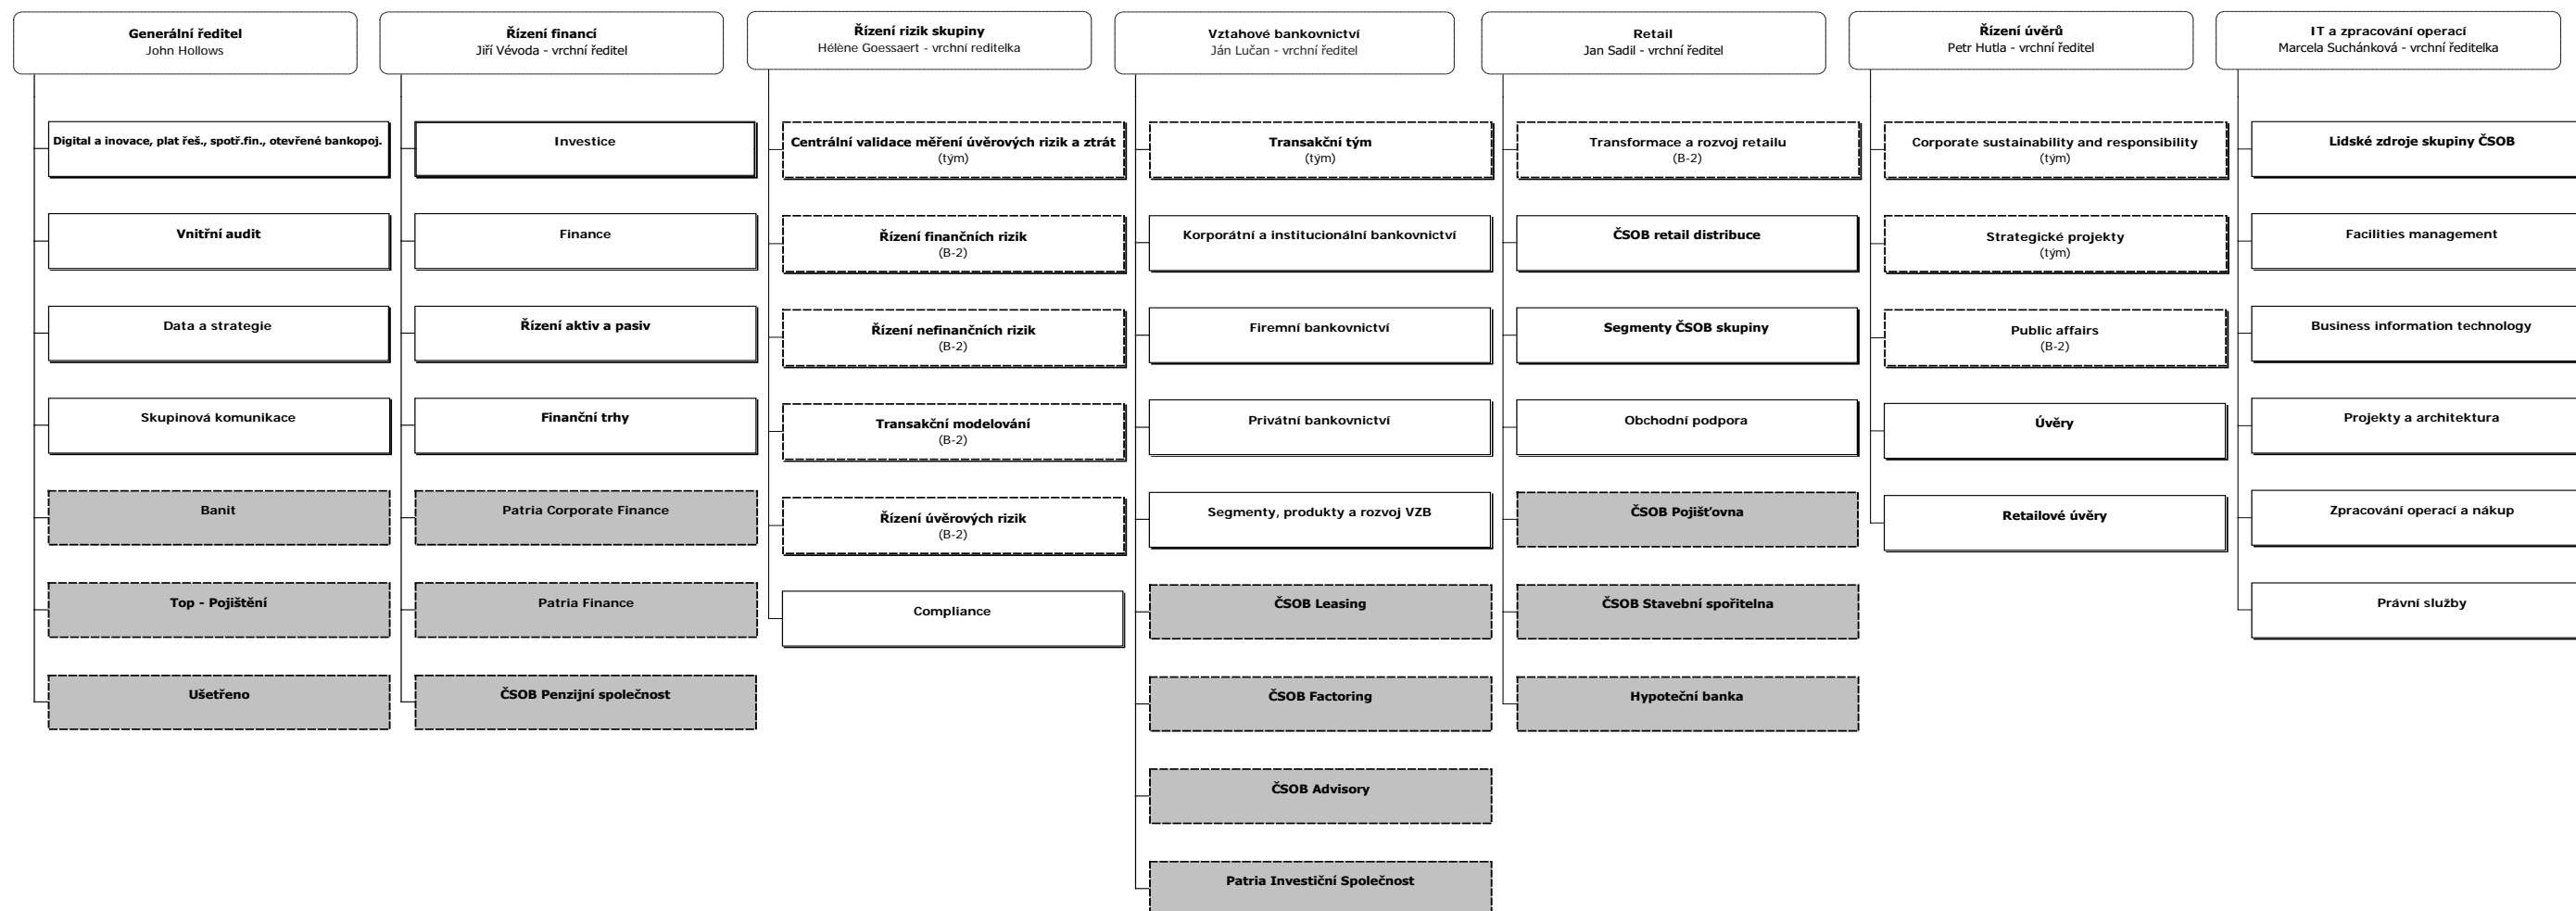 Generální ředitel
John Hollows
Digital a inovace, plat řeš., spotř.fin., otevřené bankopoj.
Vnitřní audit
Data a strategie
Skupinová komunikace
Banit
Top - Pojištění
Ušetřeno
Řízení financí
Jiří Vévoda - vrchní ředitel
Investice
Finance
Řízení aktiv a pasiv
Finanční trhy
Patria Corporate Finance
Patria Finance
ČSOB Penzijní společnost
Řízení rizik skupiny
Hélène Goessaert - vrchní reditelka
Centrální validace měření úvěrových rizik a ztrát
(tým)
Řízení finančních rizik
(B-2)
Řízení nefinančních rizik
(B-2)
Transakční modelování
(B-2)
Řízení úvěrových rizik
(B-2)
Compliance
Vztahové bankovnictví
Ján Lučan - vrchní ředitel
Transakční tým
(tým)
Korporátní a institucionální bankovnictví
Firemní bankovnictví
Privátní bankovnictví
Segmenty, produkty a rozvoj VZB
ČSOB Leasing
ČSOB Factoring
ČSOB Advisory
Patria Investiční Společnost
Retail
Jan Sadil - vrchní ředitel
Transformace a rozvoj retailu
(B-2)
ČSOB retail distribuce
Segmenty ČSOB skupiny
Obchodní podpora
ČSOB Pojišťovna
ČSOB Stavební spořitelna
Hypoteční banka
Řízení úvěrů
Petr Hutla - vrchní ředitel
Corporate sustainability and responsibility
(tým)
Strategické projekty
(tým)
Public affairs
(B-2)
Úvěry
Retailové úvěry
IT a zpracování operací
Marcela Suchánková - vrchní ředitelka
Lidské zdroje skupiny ČSOB
Facilities management
Business information technology
Projekty a architektura
Zpracování operací a nákup
Právní služby